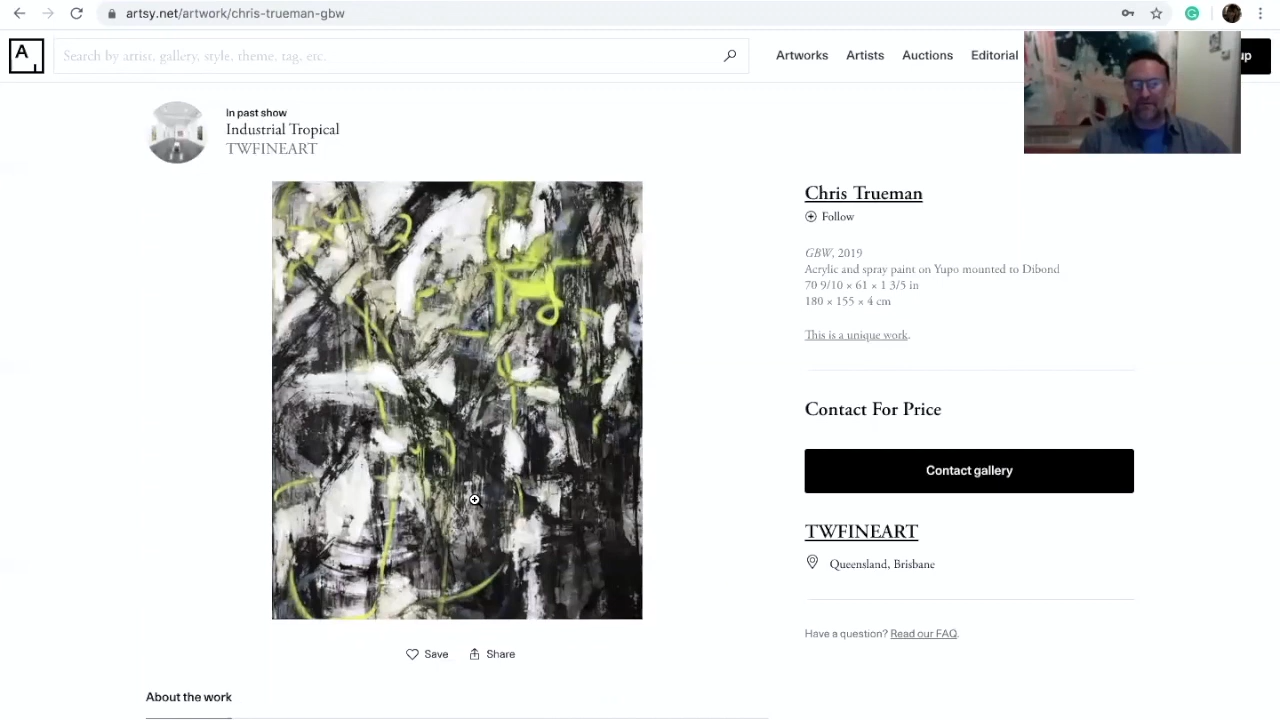 artsy.net/artwork/chris-trueman-gbw
Search by artist, gallery, style, theme, tag, etc.
Artworks
Artists
Auctions
Editorial
up
In past show
Industrial Tropical
TWFINEART
Chris Trueman
Follow
GBW, 2019
Acrylic and spray paint on Yupo mounted to Dibond
70 9/10 × 61 × 1 3/5 in
180 × 155 × 4 cm
This is a unique work.
Contact For Price
Contact gallery
TWFINEART
Queensland, Brisbane
Have a question? Read our FAQ.
Save
Share
About the work